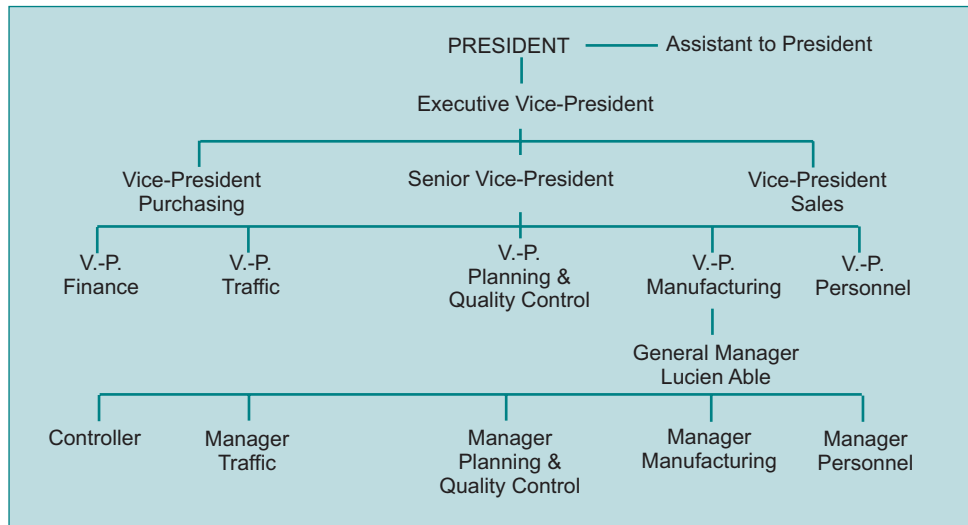 PRESIDENT
Assistant to President
Executive Vice-President
Vice-President
Purchasing
Senior Vice-President
Vice-President
Sales
V.-P.
Finance
V.-P.
Traffic
V.-P.
Planning &
Quality Control
V.-P.
Manufacturing
V.-P.
Personnel
General Manager
Lucien Able
Controller
Manager
Traffic
Manager
Planning &
Quality Control
Manager
Manufacturing
Manager
Personnel